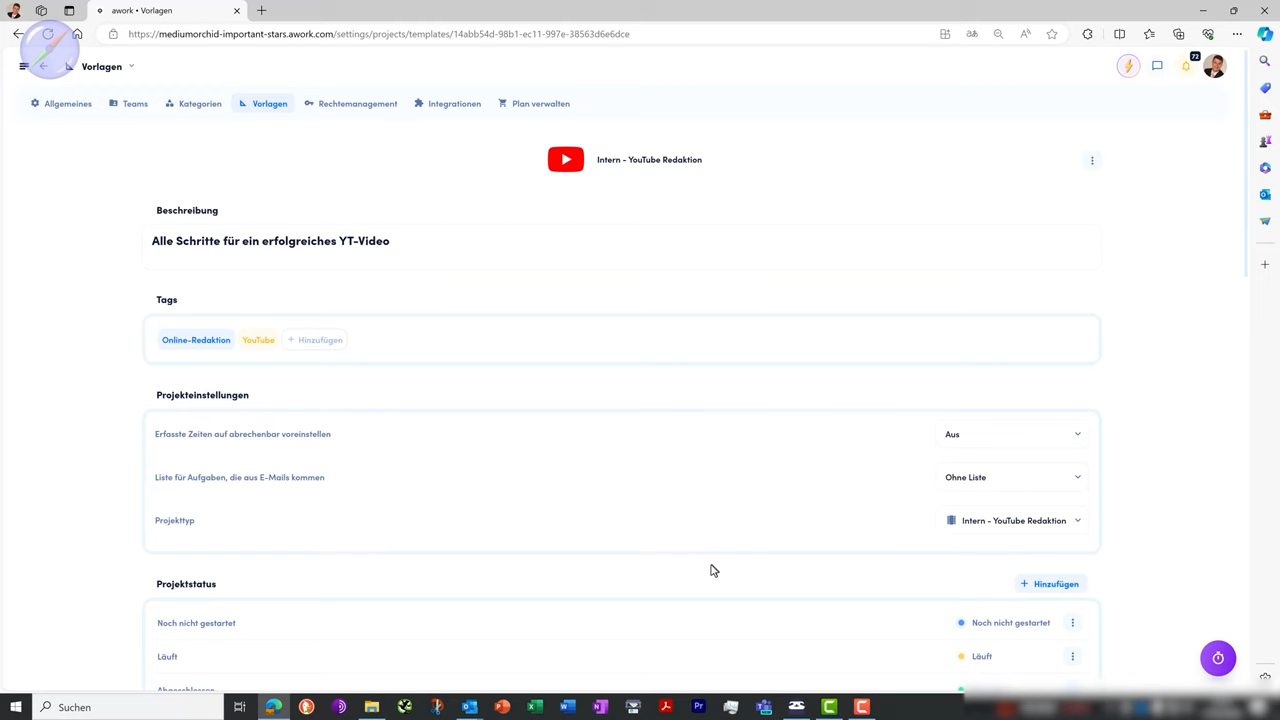 awork • Vorlagen
https://mediumorchid-important-stars.awork.com/settings/projects/templates/14abb54d-98b1-ec11-997e-38563d6e6dce
Vorlagen
72
Allgemeines
Teams
Kategorien
Vorlagen
Rechtemanagement
Integrationen
Plan verwalten
Intern - YouTube Redaktion
Beschreibung
Alle Schritte für ein erfolgreiches YT-Video
Tags
Online-Redaktion YouTube + Hinzufügen
Projekteinstellungen
Erfasste Zeiten auf abrechenbar voreinstellen Aus
Liste für Aufgaben, die aus E-Mails kommen Ohne Liste
Projekttyp Intern - YouTube Redaktion
Projektstatus + Hinzufügen
Noch nicht gestartet Noch nicht gestartet
Läuft Läuft
Abgeschlossen
Suchen